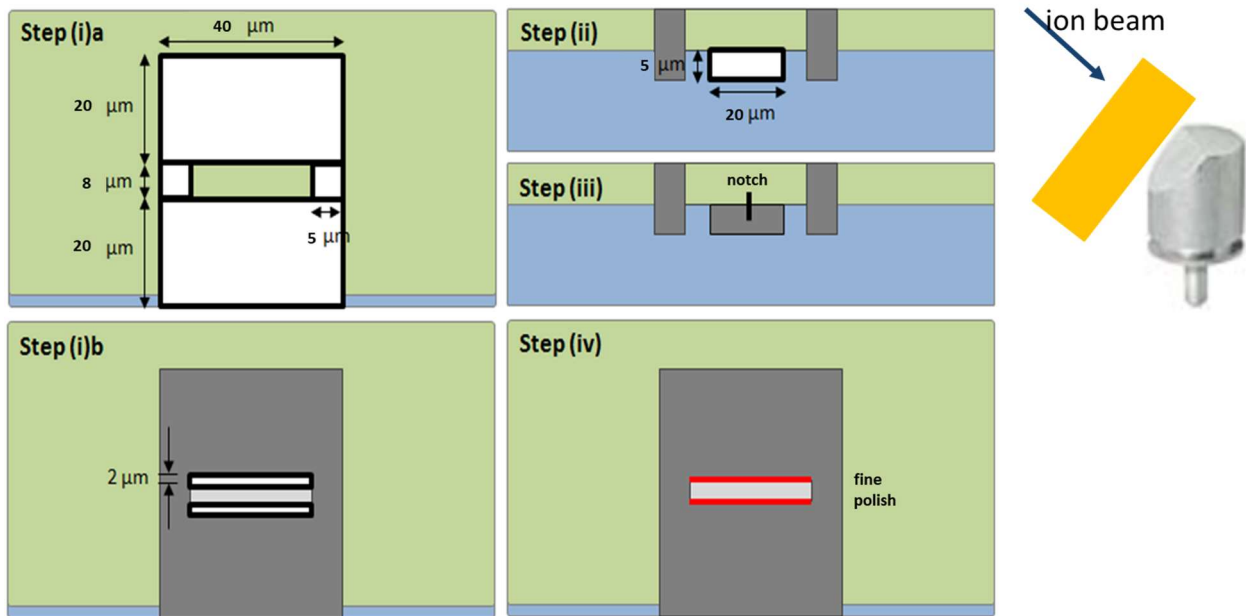 Step (i)a
40 µm
20 µm
8 µm
20 µm
5 µm
Step (ii)
5 µm
20 µm
Step (iii)
notch
ion beam
Step (i)b
2 µm
Step (iv)
fine
polish